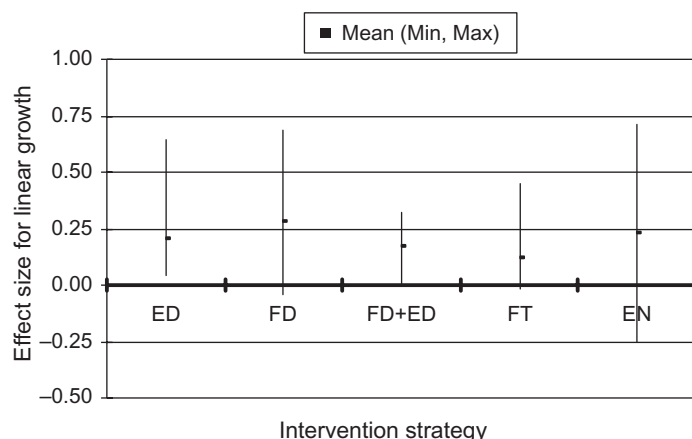 Mean (Min, Max)
Effect size for linear growth
1.00
0.75
0.50
0.25
0.00
–0.25
–0.50
ED FD FD+ED FT EN
Intervention strategy